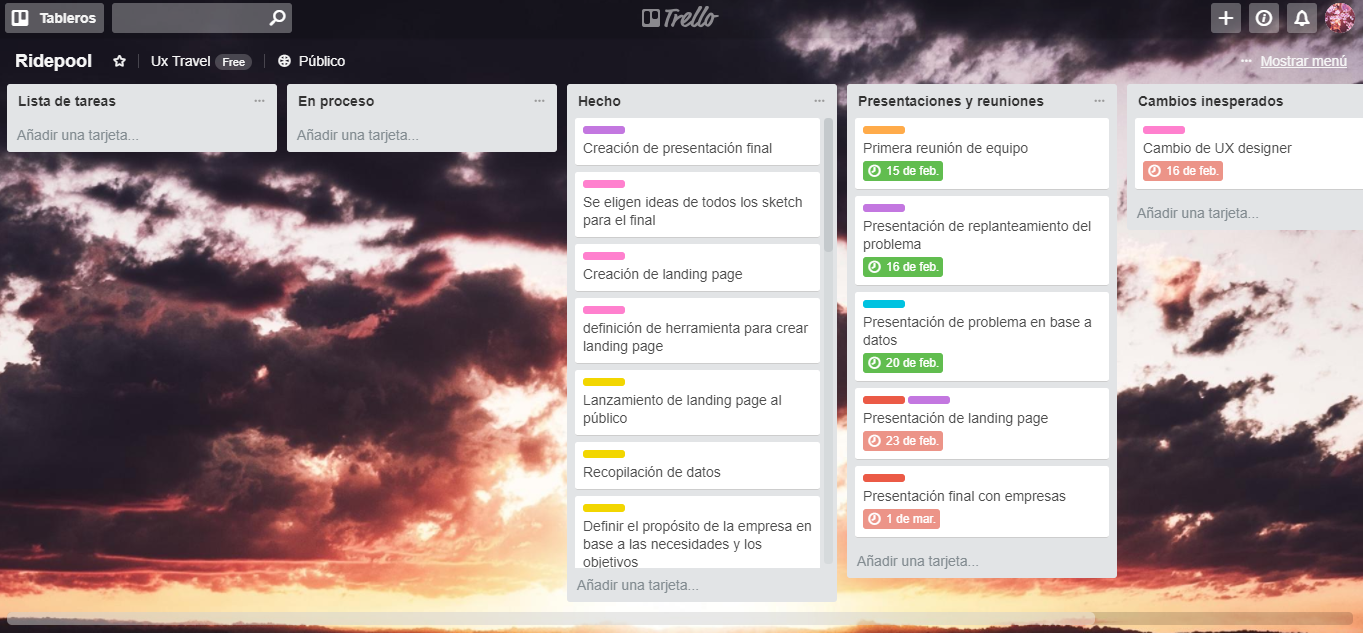 Tableros
Trello
Ridepool
Ux Travel Free
Público
... Mostrar menú
Lista de tareas ...
Añadir una tarjeta...
En proceso ...
Añadir una tarjeta...
Hecho ...
Creación de presentación final
Se eligen ideas de todos los sketch
para el final
Creación de landing page
definición de herramienta para crear
landing page
Lanzamiento de landing page al
público
Recopilación de datos
Definir el propósito de la empresa en
base a las necesidades y los
objetivos
Añadir una tarjeta...
Presentaciones y reuniones ...
Primera reunión de equipo
15 de feb.
Presentación de replanteamiento del
problema
16 de feb.
Presentación de problema en base a
datos
20 de feb.
Presentación de landing page
23 de feb.
Presentación final con empresas
1 de mar.
Añadir una tarjeta...
Cambios inesperados
Cambio de UX designer
16 de feb.
Añadir una tarjeta...